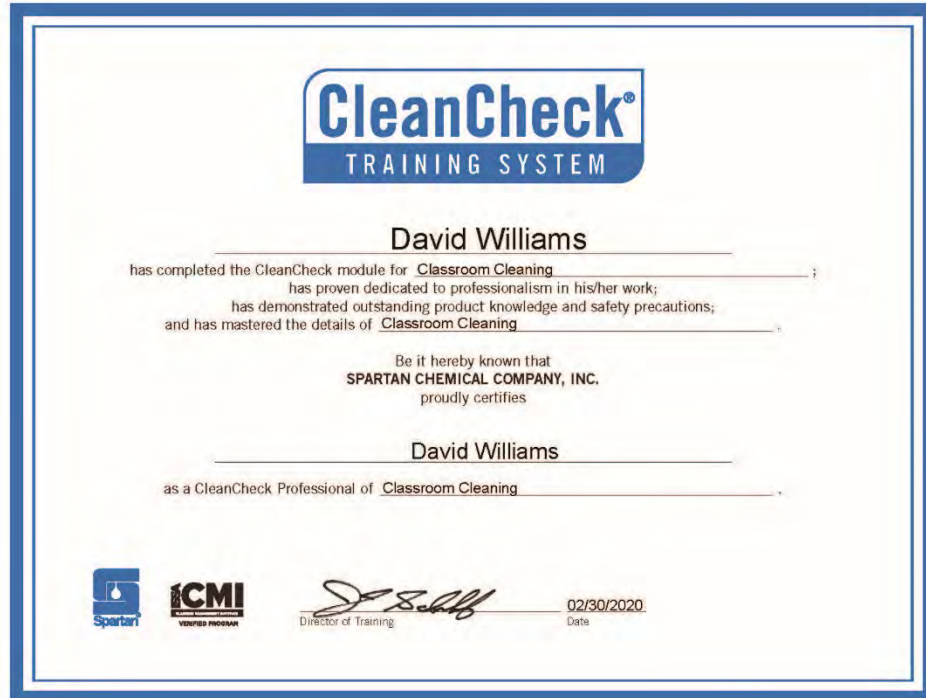 CleanCheck®
TRAINING SYSTEM
David Williams
has completed the CleanCheck module for Classroom Cleaning ;
has proven dedicated to professionalism in his/her work;
has demonstrated outstanding product knowledge and safety precautions;
and has mastered the details of Classroom Cleaning .
Be it hereby known that
SPARTAN CHEMICAL COMPANY, INC.
proudly certifies
David Williams
as a CleanCheck Professional of Classroom Cleaning .
Spartan®
ISSA CMI
VERIFIED PROGRAM
02/30/2020
Director of Training Date